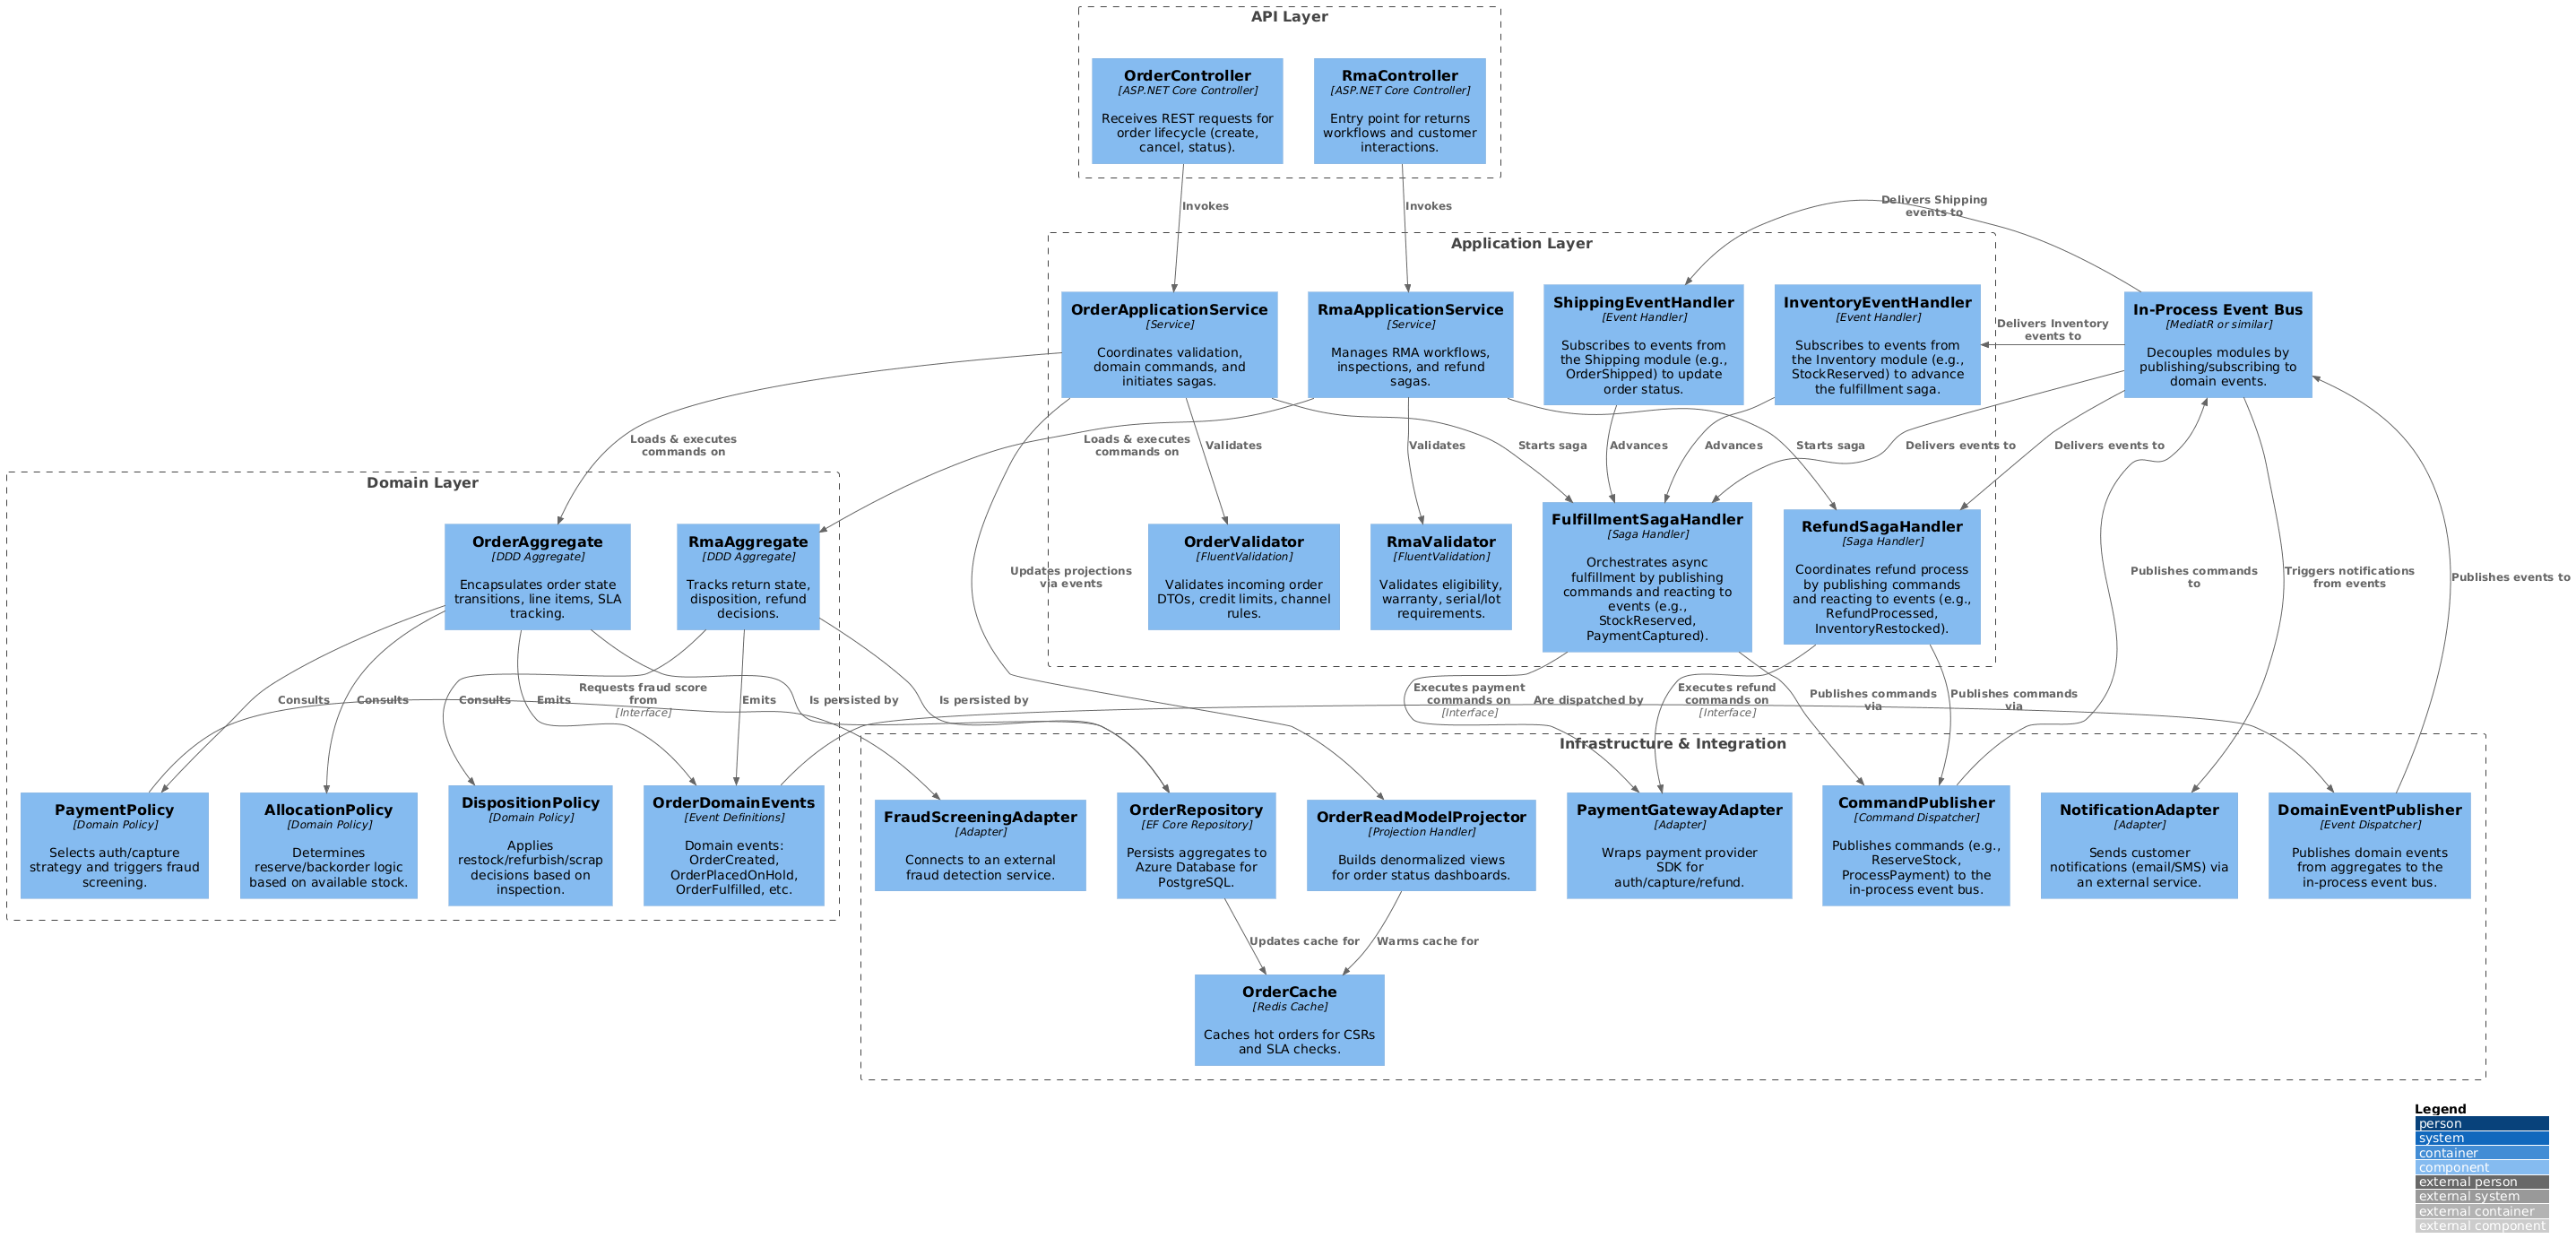 API Layer
OrderController
[ASP.NET Core Controller]
Receives REST requests for
order lifecycle (create,
cancel, status).
RmaController
[ASP.NET Core Controller]
Entry point for returns
workflows and customer
interactions.
Invokes
Invokes
Delivers Shipping
events to
Application Layer
OrderApplicationService
[Service]
Coordinates validation,
domain commands, and
initiates sagas.
RmaApplicationService
[Service]
Manages RMA workflows,
inspections, and refund
sagas.
ShippingEventHandler
[Event Handler]
Subscribes to events from
the Shipping module (e.g.,
OrderShipped) to update
order status.
InventoryEventHandler
[Event Handler]
Subscribes to events from
the Inventory module (e.g.,
StockReserved) to advance
the fulfillment saga.
Delivers Inventory
events to
In-Process Event Bus
[MediatR or similar]
Decouples modules by
publishing/subscribing to
domain events.
Loads & executes
commands on
Loads & executes
commands on
Validates
Validates
Starts saga
Advances
Advances
Starts saga
Delivers events to
Delivers events to
Domain Layer
OrderAggregate
[DDD Aggregate]
Encapsulates order state
transitions, line items, SLA
tracking.
RmaAggregate
[DDD Aggregate]
Tracks return state,
disposition, refund
decisions.
Updates projections
via events
OrderValidator
[FluentValidation]
Validates incoming order
DTOs, credit limits, channel
rules.
RmaValidator
[FluentValidation]
Validates eligibility,
warranty, serial/lot
requirements.
FulfillmentSagaHandler
[Saga Handler]
Orchestrates async
fulfillment by publishing
commands and reacting to
events (e.g.,
StockReserved,
PaymentCaptured).
RefundSagaHandler
[Saga Handler]
Coordinates refund process
by publishing commands
and reacting to events (e.g.,
RefundProcessed,
InventoryRestocked).
Publishes commands
to
Triggers notifications
from events
Publishes events to
Consults
Consults
Consults
Emits
Requests fraud score
from
[Interface]
Emits
Is persisted by
Is persisted by
Executes payment
commands on
[Interface]
Are dispatched by
Executes refund
commands on
[Interface]
Publishes commands
via
Publishes commands
via
Infrastructure & Integration
PaymentPolicy
[Domain Policy]
Selects auth/capture
strategy and triggers fraud
screening.
AllocationPolicy
[Domain Policy]
Determines
reserve/backorder logic
based on available stock.
DispositionPolicy
[Domain Policy]
Applies
restock/refurbish/scrap
decisions based on
inspection.
OrderDomainEvents
[Event Definitions]
Domain events:
OrderCreated,
OrderPlacedOnHold,
OrderFulfilled, etc.
FraudScreeningAdapter
[Adapter]
Connects to an external
fraud detection service.
OrderRepository
[EF Core Repository]
Persists aggregates to
Azure Database for
PostgreSQL.
OrderReadModelProjector
[Projection Handler]
Builds denormalized views
for order status dashboards.
PaymentGatewayAdapter
[Adapter]
Wraps payment provider
SDK for
auth/capture/refund.
CommandPublisher
[Command Dispatcher]
Publishes commands (e.g.,
ReserveStock,
ProcessPayment) to the
in-process event bus.
NotificationAdapter
[Adapter]
Sends customer
notifications (email/SMS) via
an external service.
DomainEventPublisher
[Event Dispatcher]
Publishes domain events
from aggregates to the
in-process event bus.
Updates cache for
Warms cache for
OrderCache
[Redis Cache]
Caches hot orders for CSRs
and SLA checks.
Legend
person
system
container
component
external person
external system
external container
external component